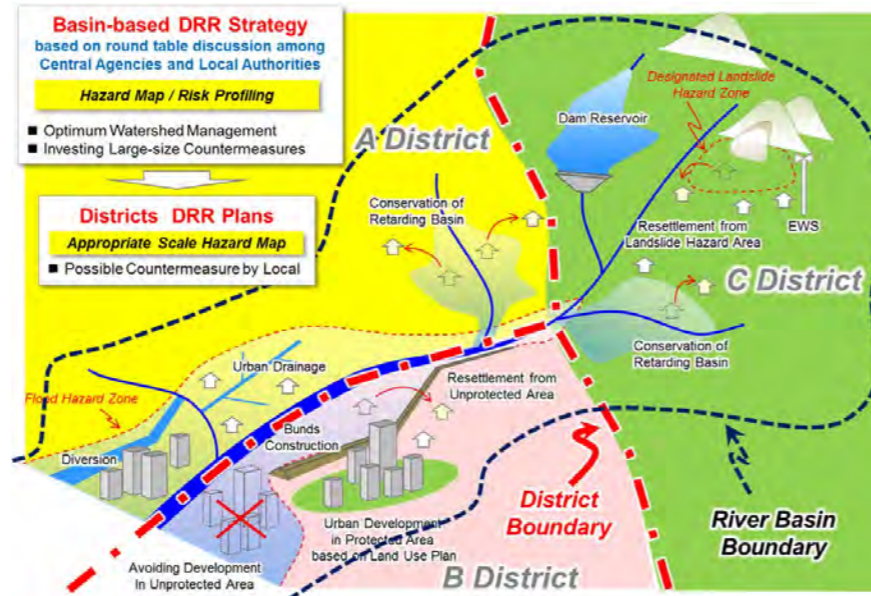 Basin-based DRR Strategy
based on round table discussion among
Central Agencies and Local Authorities
Hazard Map / Risk Profiling
■ Optimum Watershed Management
■ Investing Large-size Countermeasures
Districts DRR Plans
Appropriate Scale Hazard Map
■ Possible Countermeasure by Local
A District
Conservation of
Retarding Basin
Dam Reservoir
Designated Landslide
Hazard Zone
Resettlement from
Landslide Hazard Area
EWS
C District
Conservation of
Retarding Basin
Urban Drainage
Flood Hazard Zone
Diversion
Bunds
Construction
Resettlement from
Unprotected Area
Urban Development
in Protected Area
based on Land Use Plan
Avoiding Development
In Unprotected Area
B District
District
Boundary
River Basin
Boundary